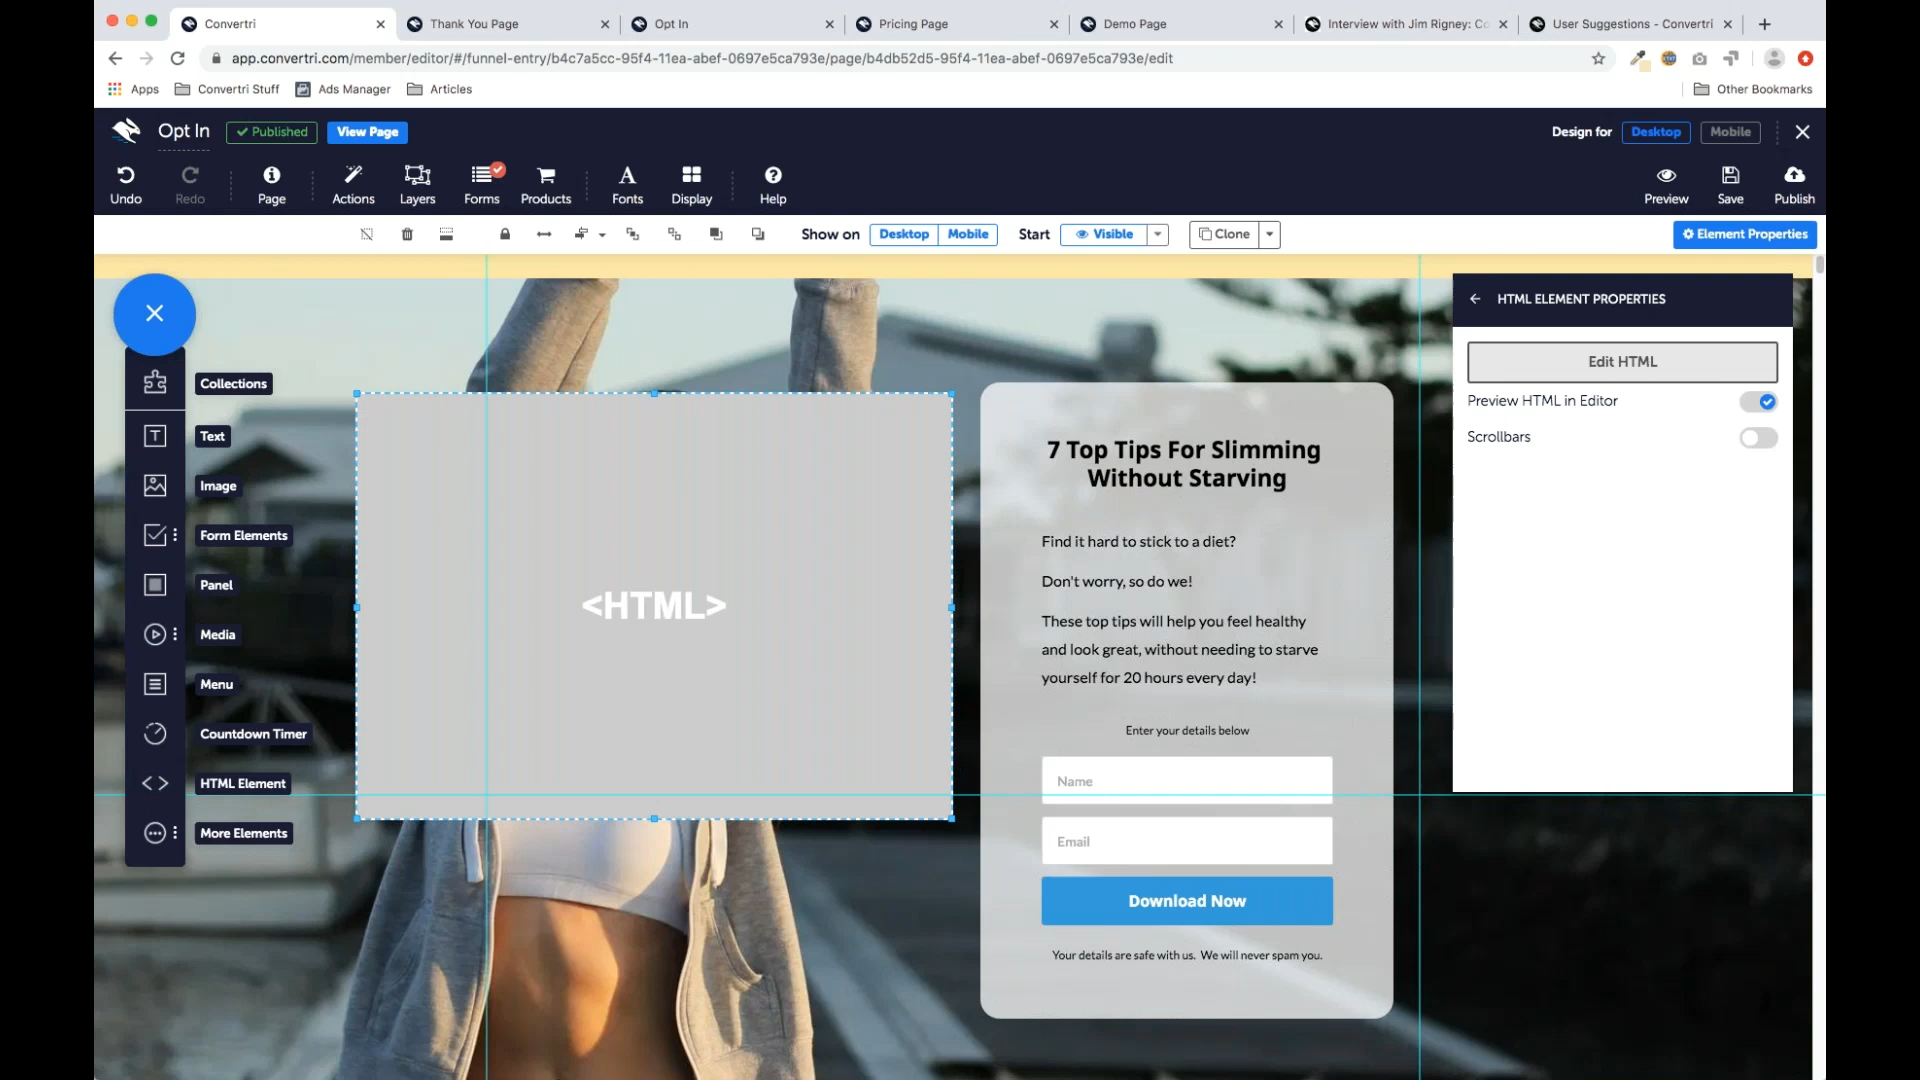 Convertri
Thank You Page
Opt In
Pricing Page
Demo Page
Interview with Jim Rigney: Co
User Suggestions - Convertri
app.convertri.com/member/editor/#/funnel-entry/b4c7a5cc-95f4-11ea-abef-0697e5ca793e/page/b4db52d5-95f4-11ea-abef-0697e5ca793e/edit
Apps
Convertri Stuff
Ads Manager
Articles
Other Bookmarks
Opt In
Published
View Page
Design for
Desktop
Mobile
Undo
Redo
Page
Actions
Layers
Forms
Products
Fonts
Display
Help
Preview
Save
Publish
Show on
Desktop
Mobile
Start
Visible
Clone
Element Properties
Collections
Text
Image
Form Elements
Panel
Media
Menu
Countdown Timer
HTML Element
More Elements
<HTML>
7 Top Tips For Slimming
Without Starving
Find it hard to stick to a diet?
Don't worry, so do we!
These top tips will help you feel healthy
and look great, without needing to starve
yourself for 20 hours every day!
Enter your details below
Name
Email
Download Now
Your details are safe with us. We will never spam you.
HTML ELEMENT PROPERTIES
Edit HTML
Preview HTML in Editor
Scrollbars